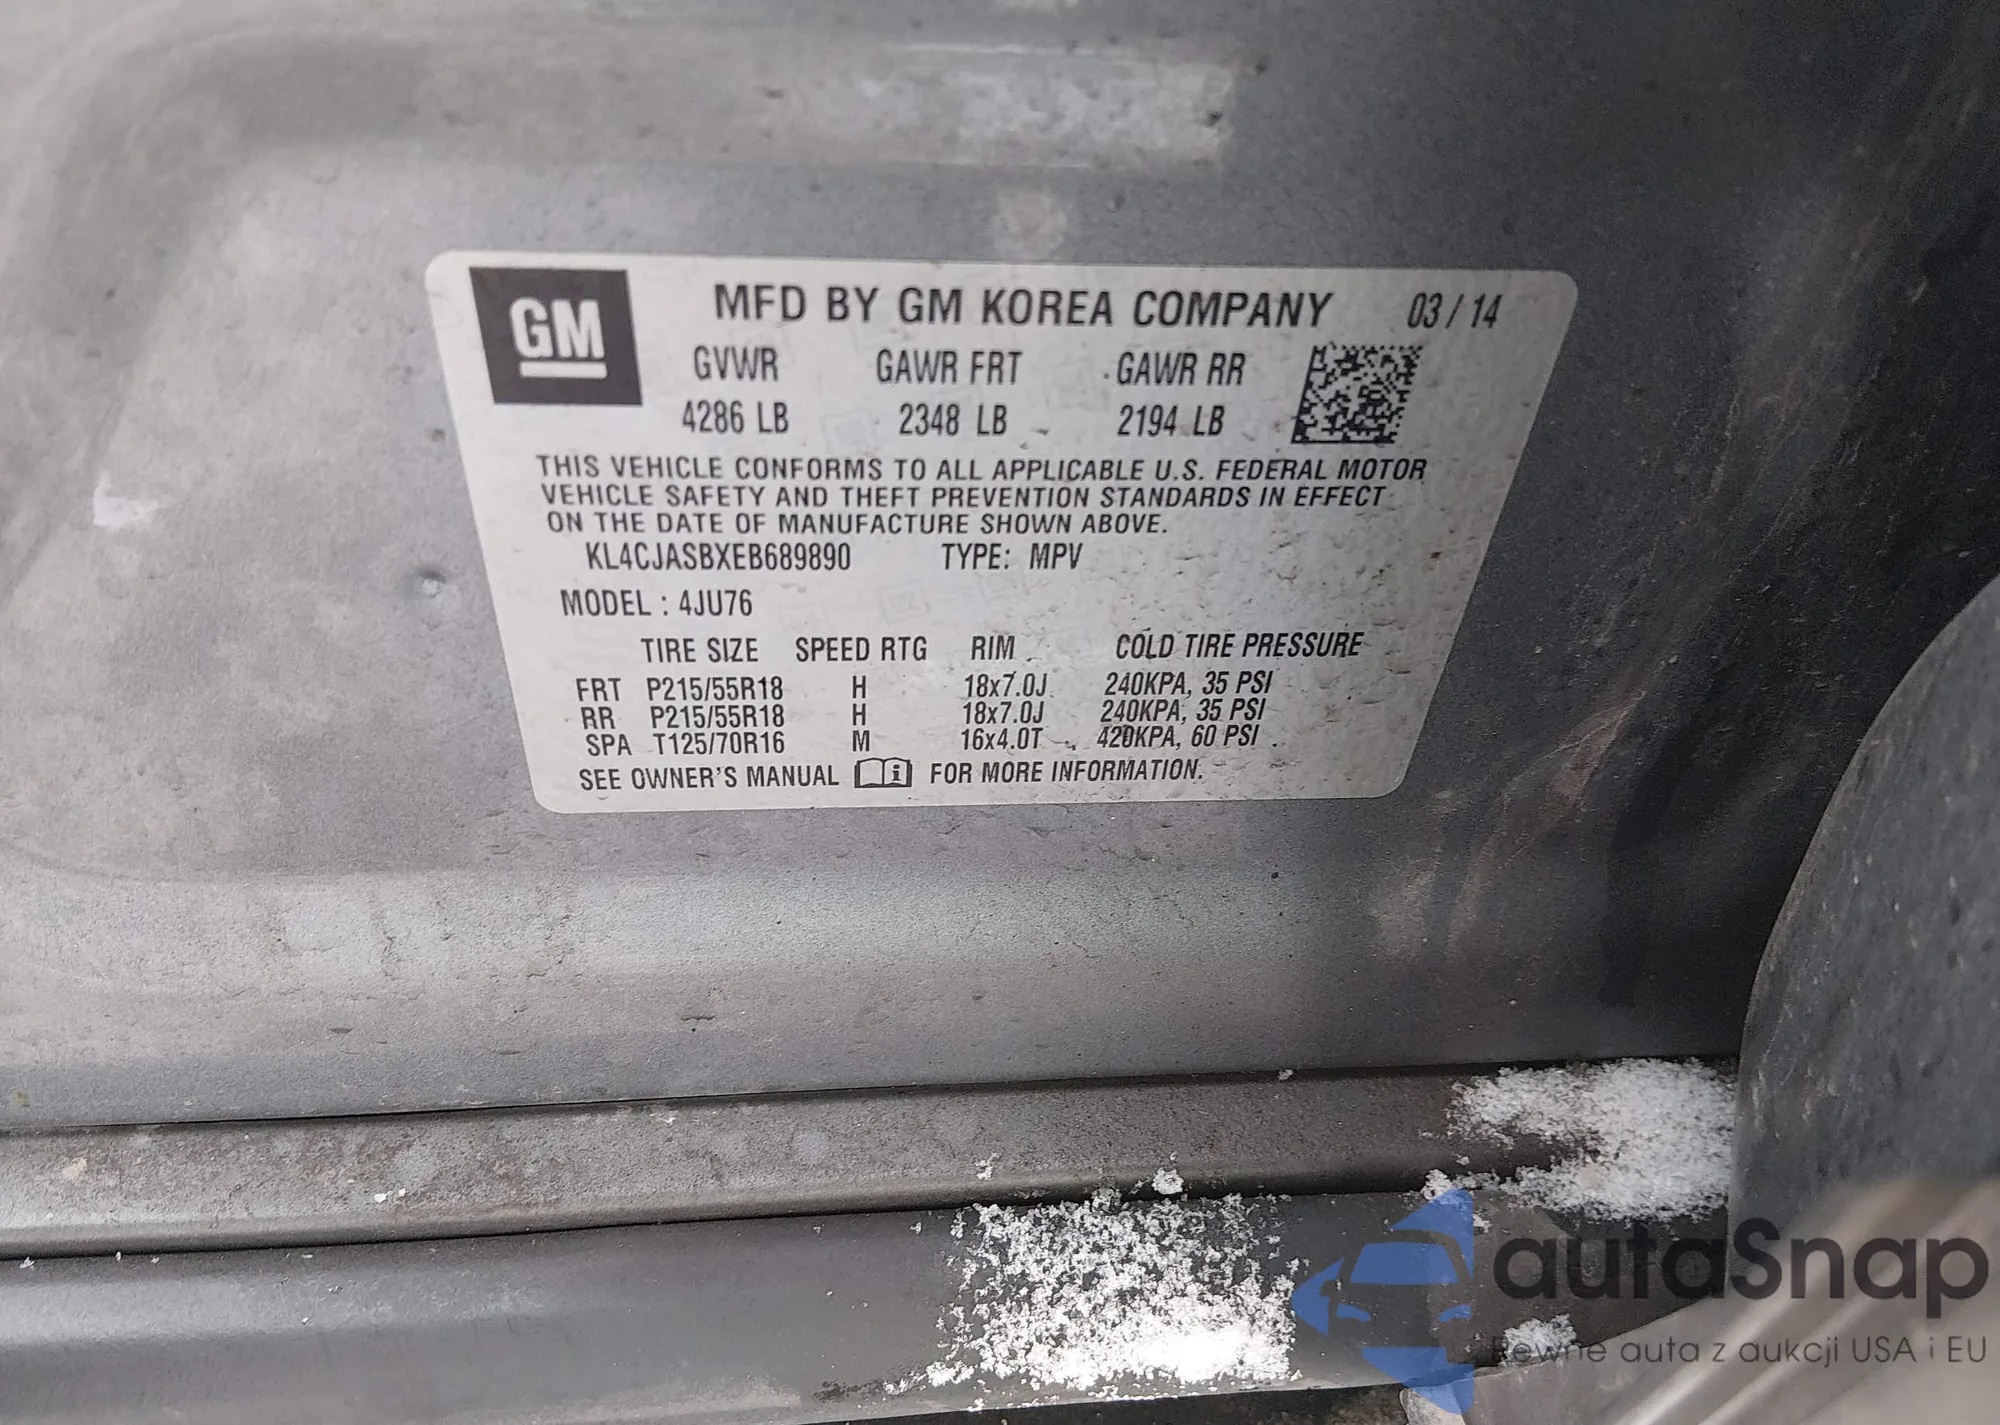 GM
MFD BY GM KOREA COMPANY 03/14
GVWR GAWR FRT GAWR RR
4286 LB 2348 LB 2194 LB
THIS VEHICLE CONFORMS TO ALL APPLICABLE U.S. FEDERAL MOTOR
VEHICLE SAFETY AND THEFT PREVENTION STANDARDS IN EFFECT
ON THE DATE OF MANUFACTURE SHOWN ABOVE.
KL4CJASBXEB689890 TYPE: MPV
MODEL : 4JU76
TIRE SIZE SPEED RTG RIM COLD TIRE PRESSURE
FRT P215/55R18 H 18x7.0J 240KPA, 35 PSI
RR P215/55R18 H 18x7.0J 240KPA, 35 PSI
SPA T125/70R16 M 16x4.0T 420KPA, 60 PSI
SEE OWNER'S MANUAL i FOR MORE INFORMATION.
autaSnap
Pewne auta z aukcji USA i EU